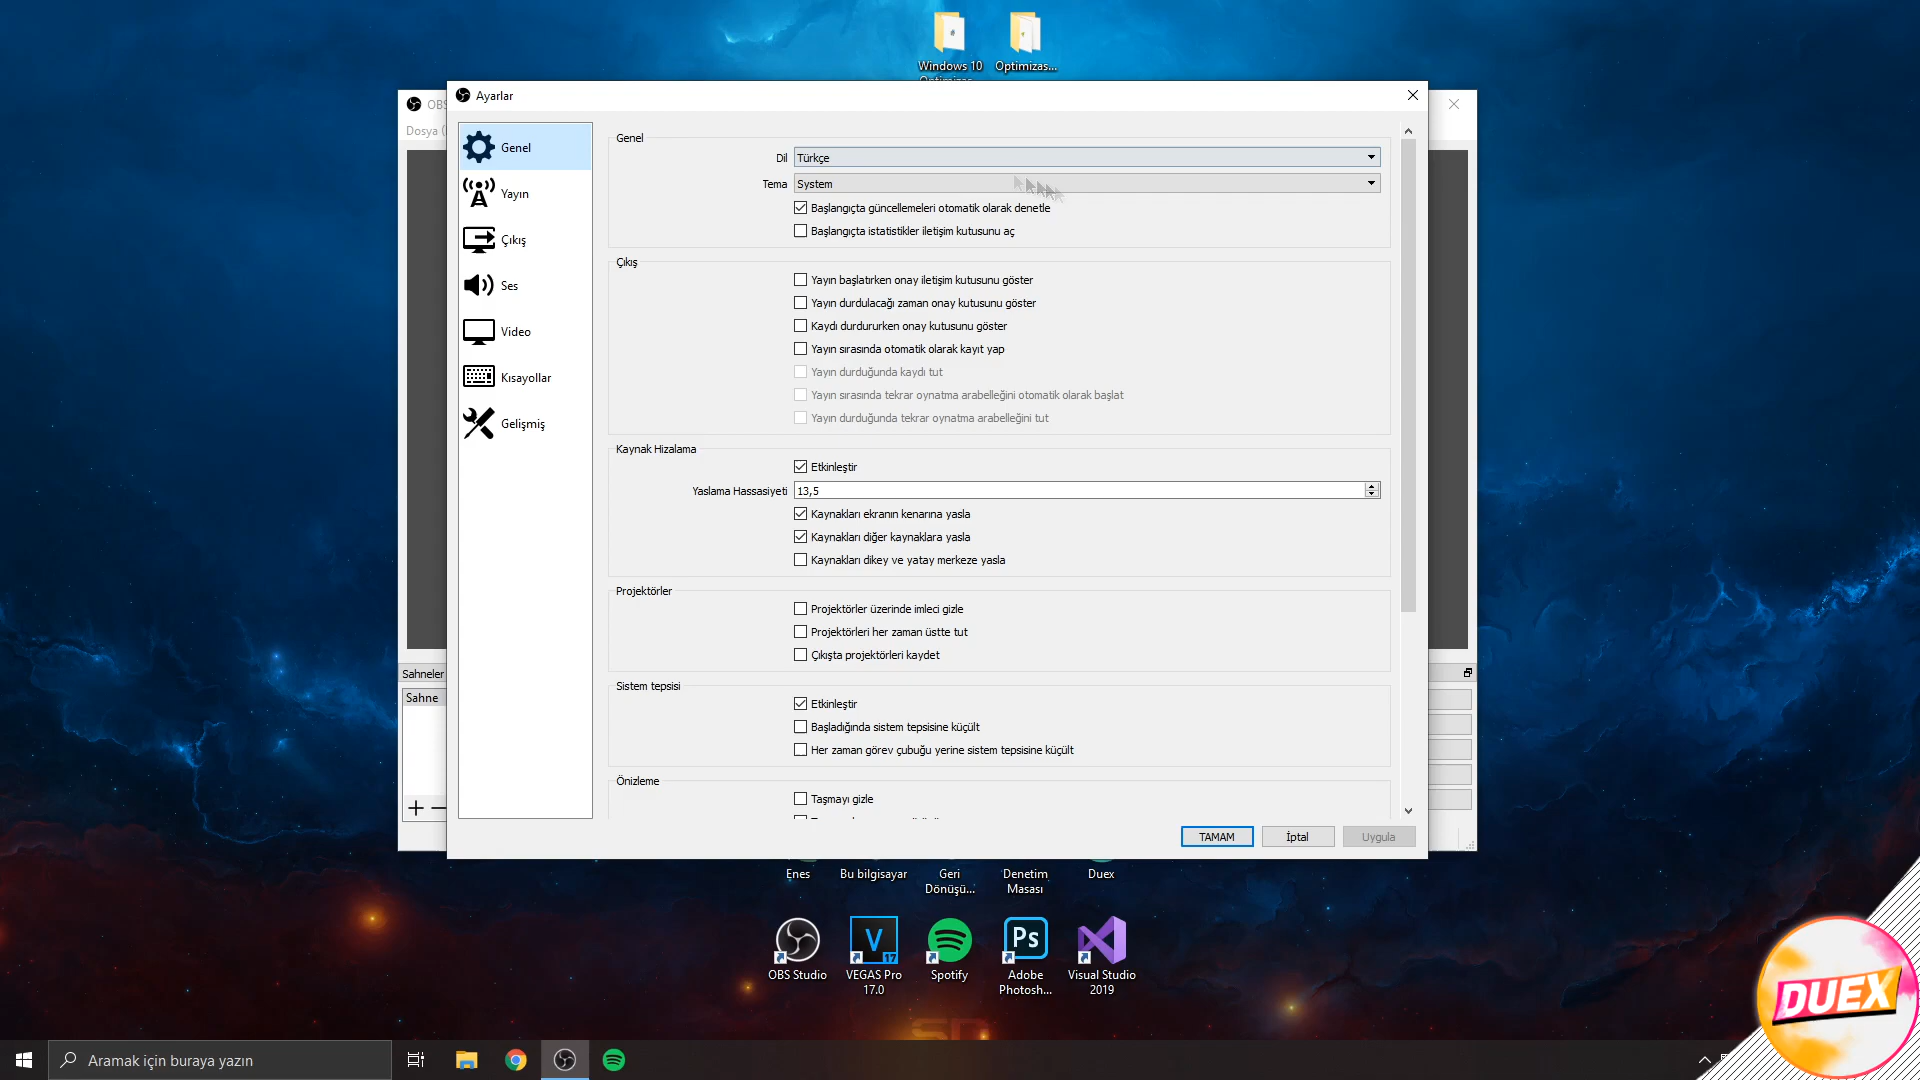 Windows 10
Optimizas...
Optimizas...
OBS
Dosya (
Ayarlar
Genel
Yayın
Çıkış
Ses
Video
Kısayollar
Gelişmiş
Genel
Dil Türkçe
Tema System
Başlangıçta güncellemeleri otomatik olarak denetle
Başlangıçta istatistikler iletişim kutusunu aç
Çıkış
Yayın başlatırken onay iletişim kutusunu göster
Yayın durdulacağı zaman onay kutusunu göster
Kaydı durdururken onay kutusunu göster
Yayın sırasında otomatik olarak kayıt yap
Yayın durduğunda kaydı tut
Yayın sırasında tekrar oynatma arabelleğini otomatik olarak başlat
Yayın durduğunda tekrar oynatma arabelleğini tut
Kaynak Hizalama
Etkinleştir
Yaslama Hassasiyeti 13,5
Kaynakları ekranın kenarına yasla
Kaynakları diğer kaynaklara yasla
Kaynakları dikey ve yatay merkeze yasla
Projektörler
Projektörler üzerinde imleci gizle
Projektörleri her zaman üstte tut
Çıkışta projektörleri kaydet
Sistem tepsisi
Etkinleştir
Başladığında sistem tepsisine küçült
Her zaman görev çubuğu yerine sistem tepsisine küçült
Önizleme
Taşmayı gizle
TAMAM
İptal
Uygula
Sahneler
Sahne
Enes
Bu bilgisayar
Geri
Dönüşü...
Denetim
Masası
Duex
V
17
Ps
OBS Studio
VEGAS Pro
17.0
Spotify
Adobe
Photosh...
Visual Studio
2019
Aramak için buraya yazın
DUEX